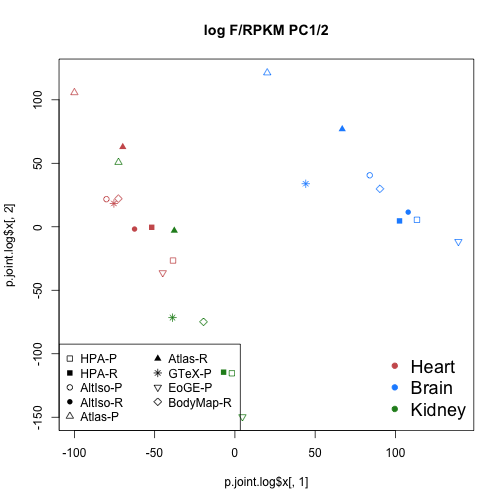 log F/RPKM PC1/2
p.joint.log$x[, 2]
100
50
0
-50
-100
-150
HPA-P
HPA-R
AltIso-P
AltIso-R
Atlas-P
Atlas-R
GTeX-P
EoGE-P
BodyMap-R
Heart
Brain
Kidney
-100 -50 0 50 100
p.joint.log$x[, 1]